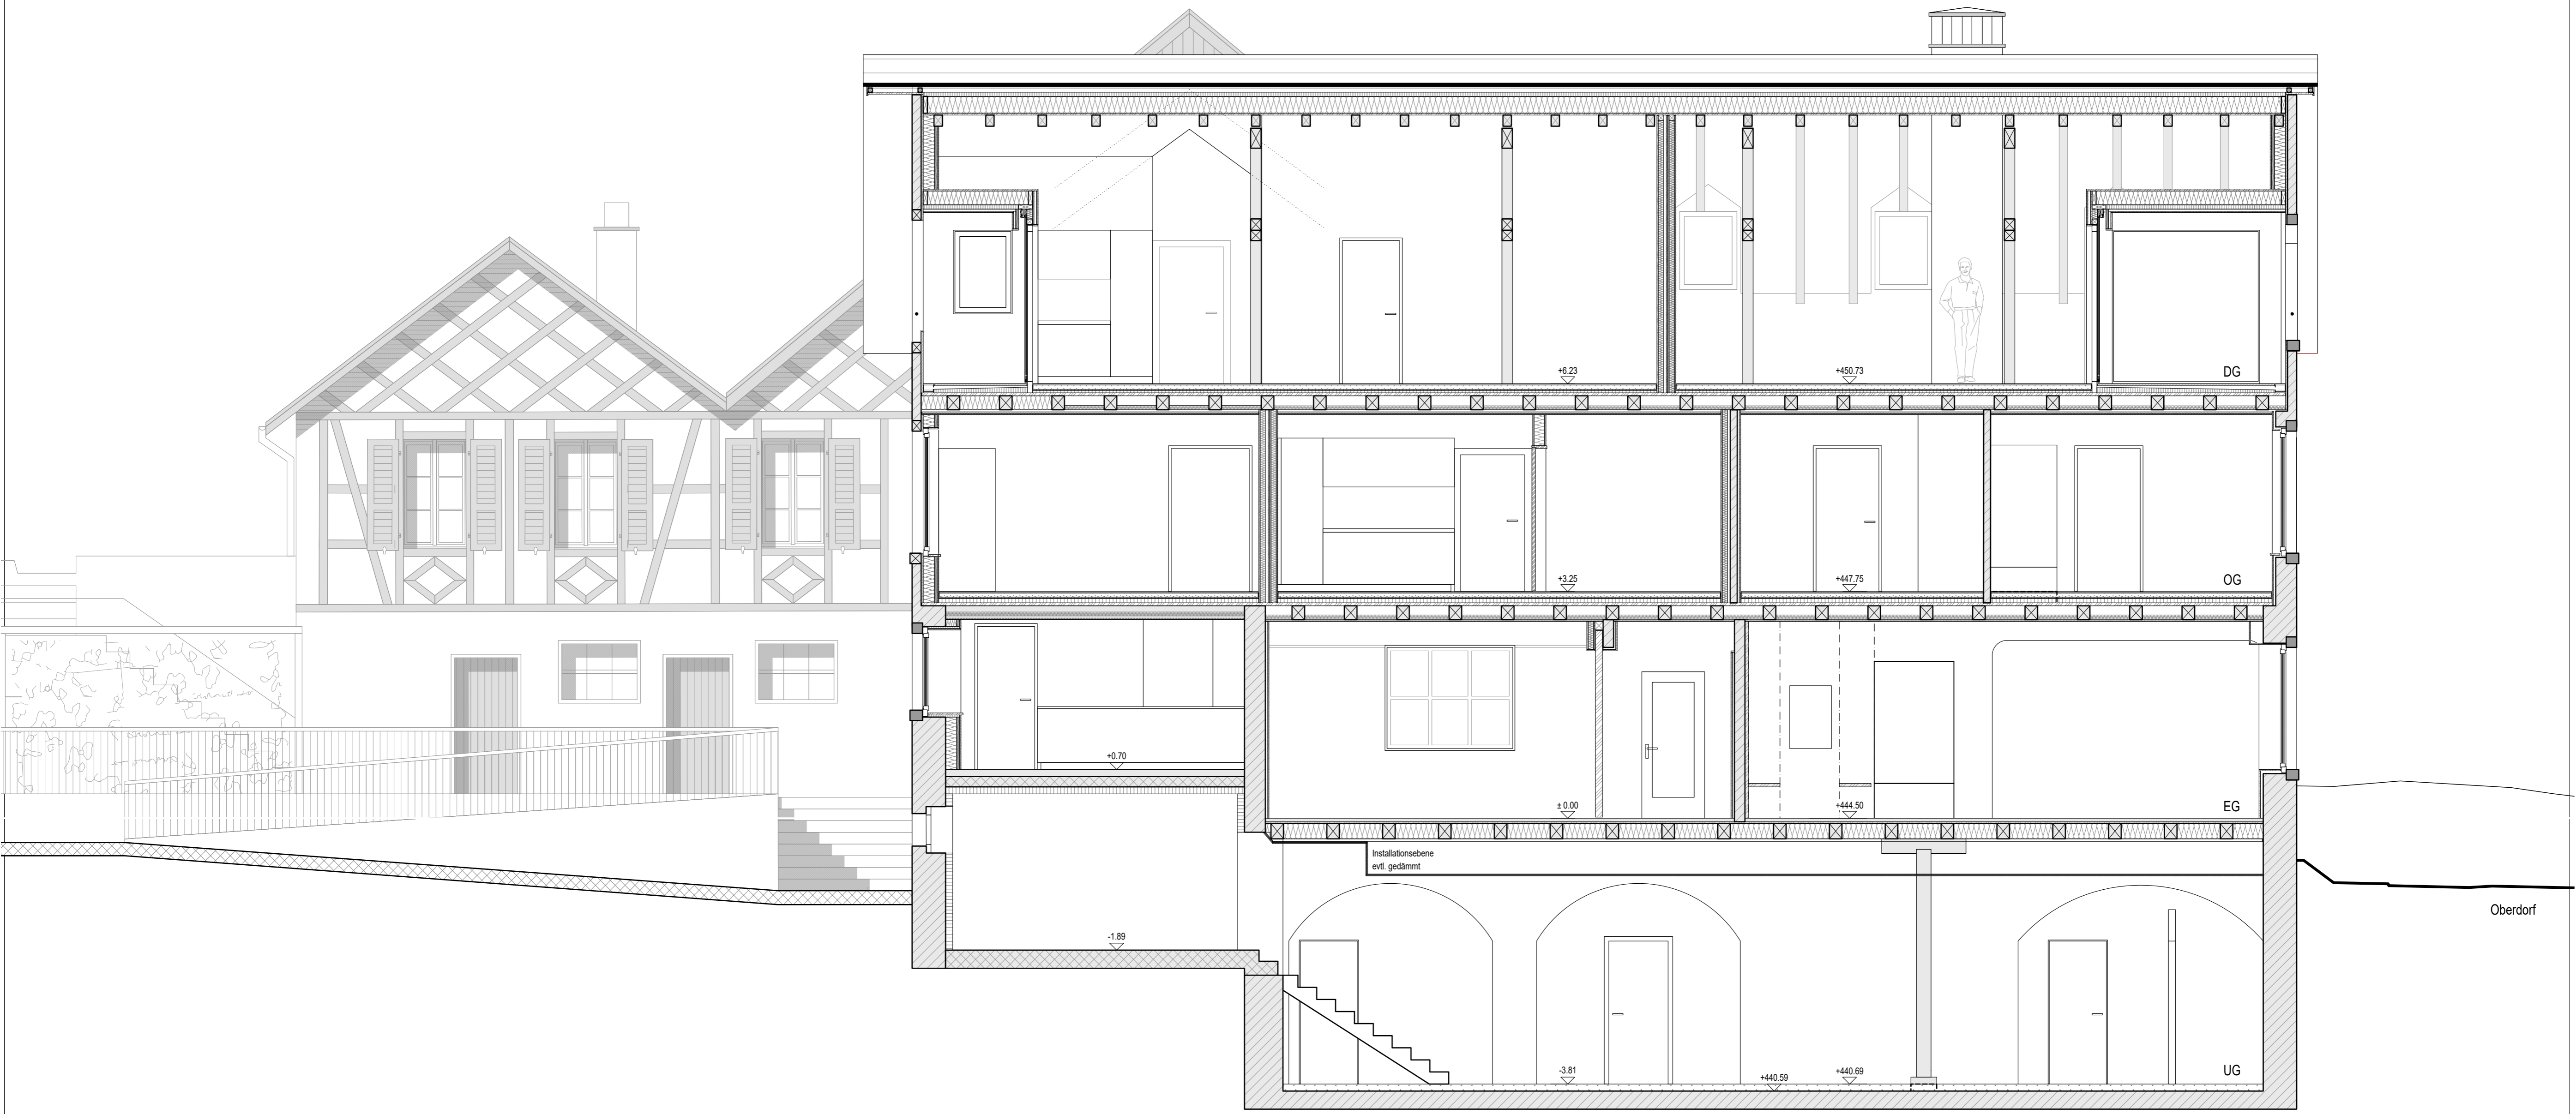 +6.23
+450.73
DG
+3.25
+447.75
OG
+0.70
± 0.00
+444.50
EG
Installationsebene
evtl. gedämmt
Oberdorf
-1.89
-3.81
+440.59
+440.69
UG